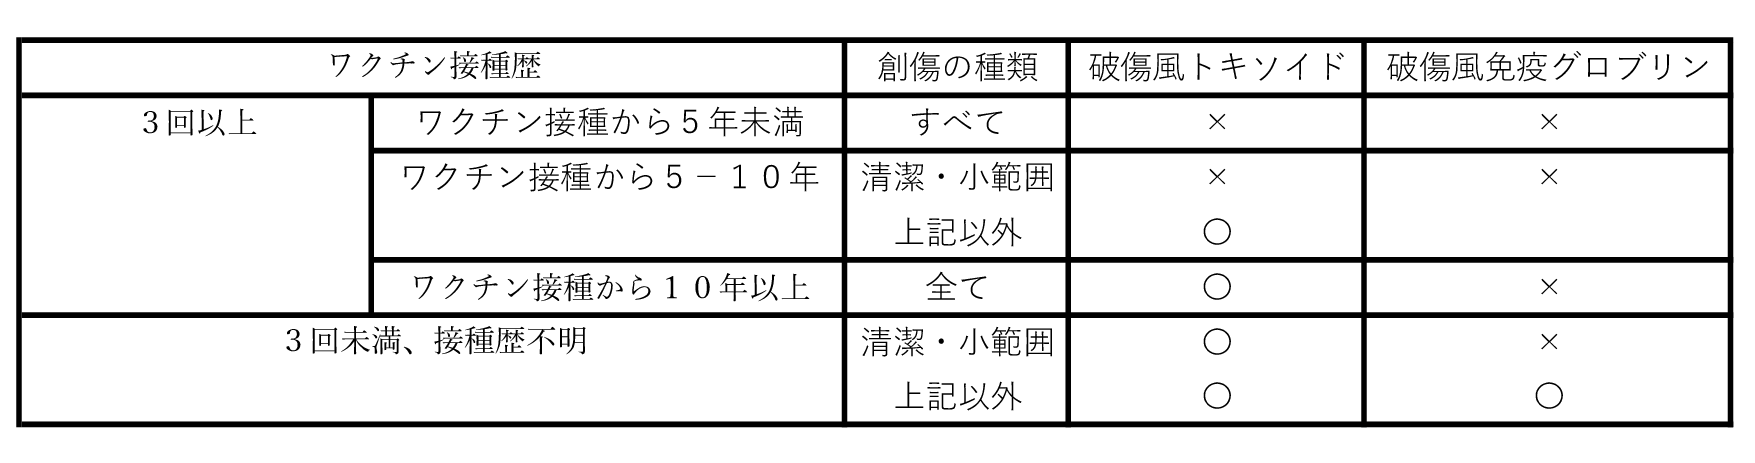 ワクチン接種歴 創傷の種類 破傷風トキソイド 破傷風免疫グロブリン
３回以上 ワクチン接種から５年未満 すべて × ×
ワクチン接種から５－１０年 清潔・小範囲 × ×
上記以外 ○
ワクチン接種から１０年以上 全て ○ ×
３回未満、接種歴不明 清潔・小範囲 ○ ×
上記以外 ○ ○